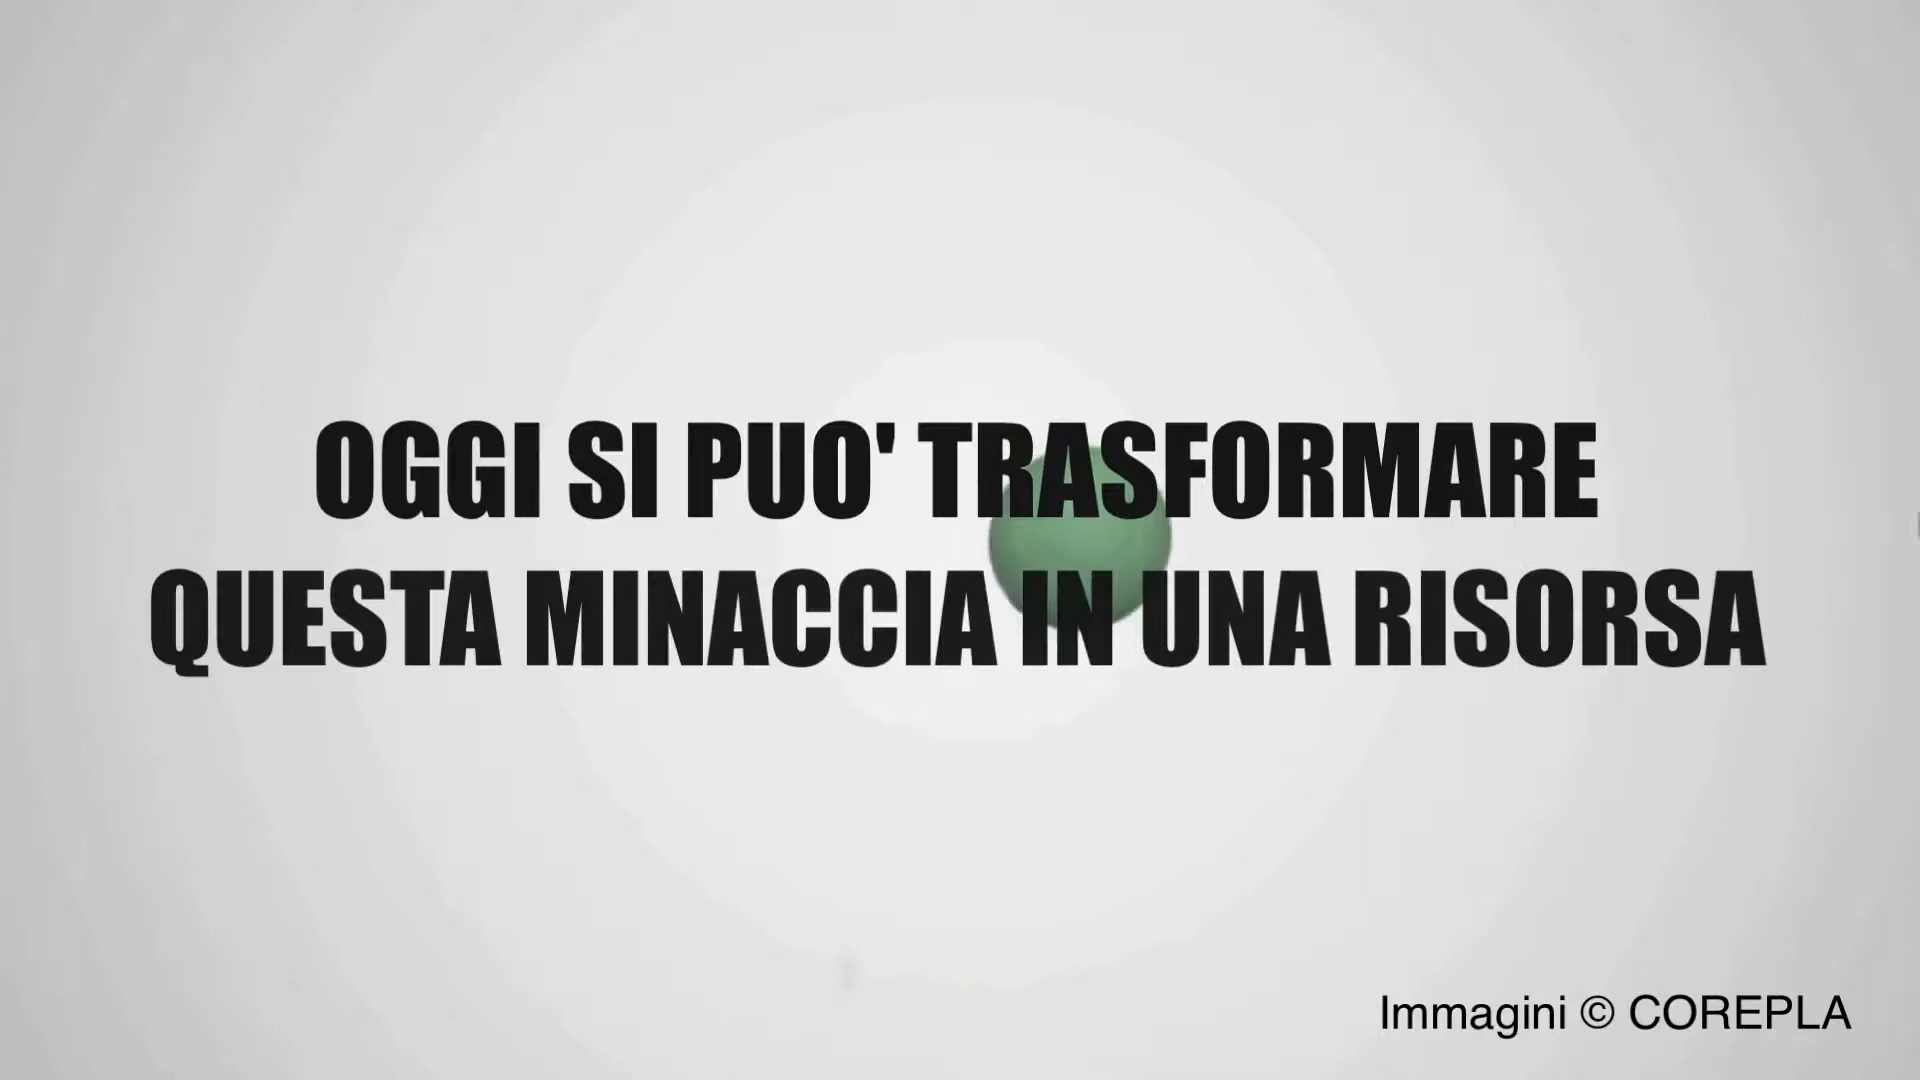 OGGI SI PUO' TRASFORMARE
QUESTA MINACCIA IN UNA RISORSA
Immagini © COREPLA